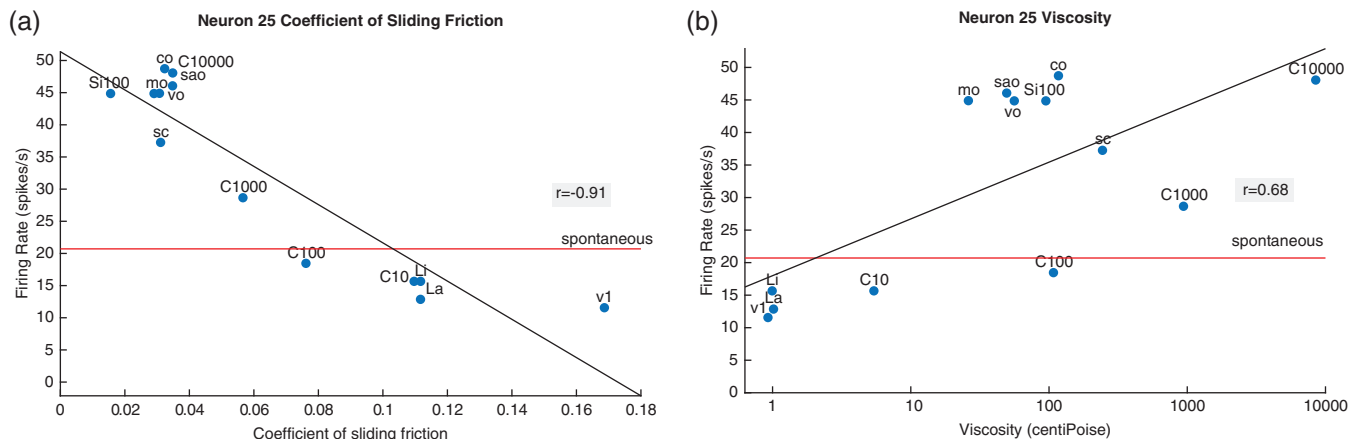 (a)
Neuron 25 Coefficient of Sliding Friction
Firing Rate (spikes/s)
50
45
40
35
30
25
20
15
10
5
0
co C10000
Si100 mo sao
vo
sc
C1000
r=-0.91
spontaneous
C100
C10 Li
La
v1
0 0.02 0.04 0.06 0.08 0.1 0.12 0.14 0.16 0.18
Coefficient of sliding friction
(b)
Neuron 25 Viscosity
Firing Rate (spikes/s)
50
45
40
35
30
25
20
15
10
5
0
co C10000
mo sao Si100
vo
sc
C1000
r=0.68
spontaneous
C100
Li C10
v1 La
1 10 100 1000 10000
Viscosity (centiPoise)